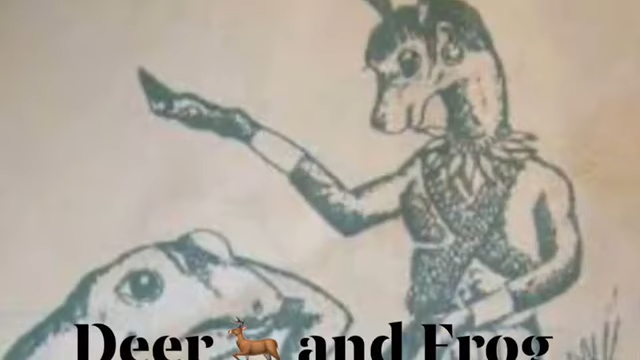 Deer 🦌 and Frog